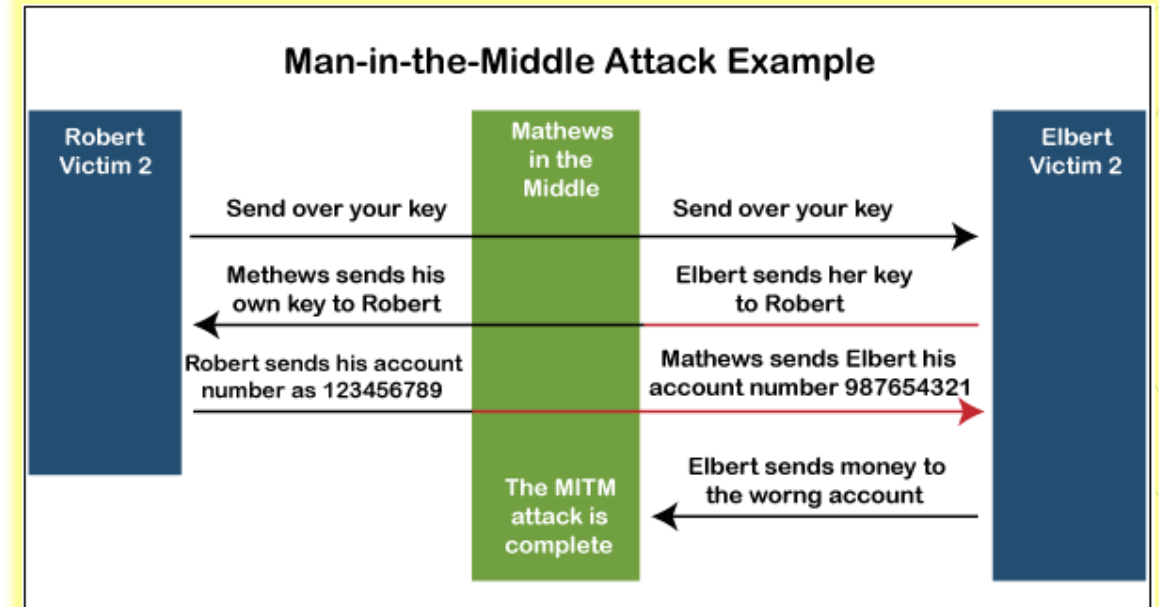 Man-in-the-Middle Attack Example
Robert
Victim 2
Mathews
in the
Middle
Elbert
Victim 2
Send over your key
Send over your key
Methews sends his
own key to Robert
Elbert sends her key
to Robert
Robert sends his account
number as 123456789
Mathews sends Elbert his
account number 987654321
Elbert sends money to
the worng account
The MITM
attack is
complete